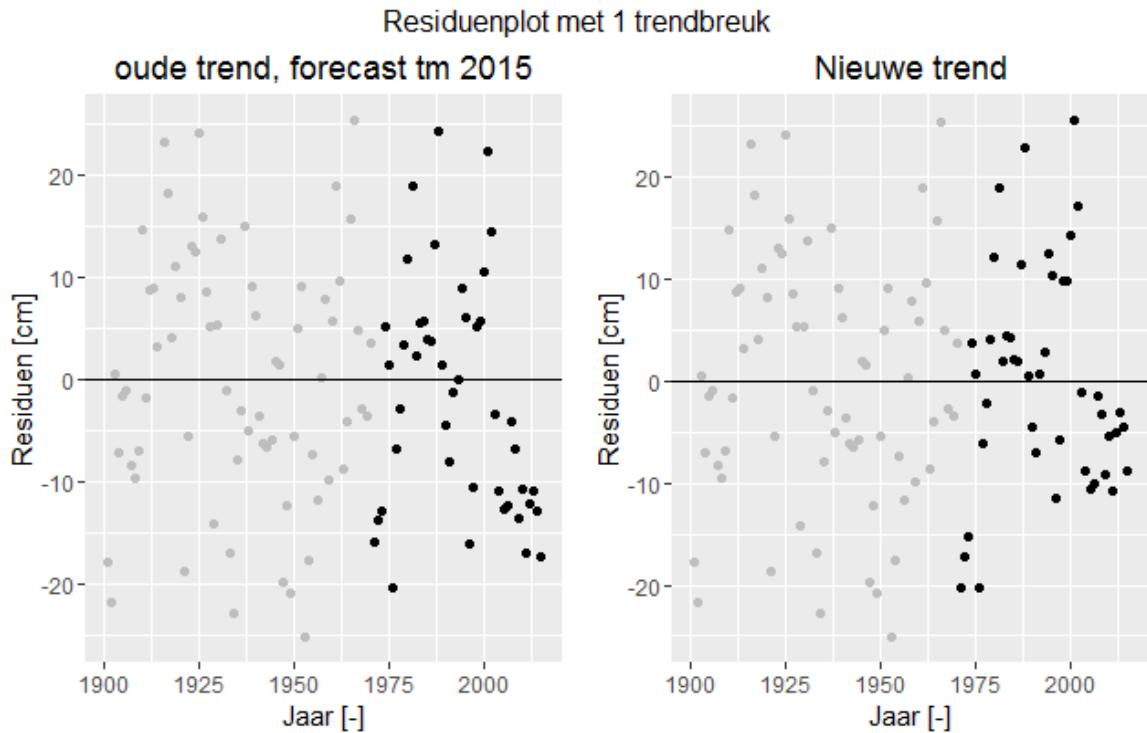 Residuenplot met 1 trendbreuk
oude trend, forecast tm 2015
Residuen [cm]
20
10
0
-10
-20
1900
1925
1950
1975
2000
Jaar [-]
Nieuwe trend
Residuen [cm]
20
10
0
-10
-20
1900
1925
1950
1975
2000
Jaar [-]